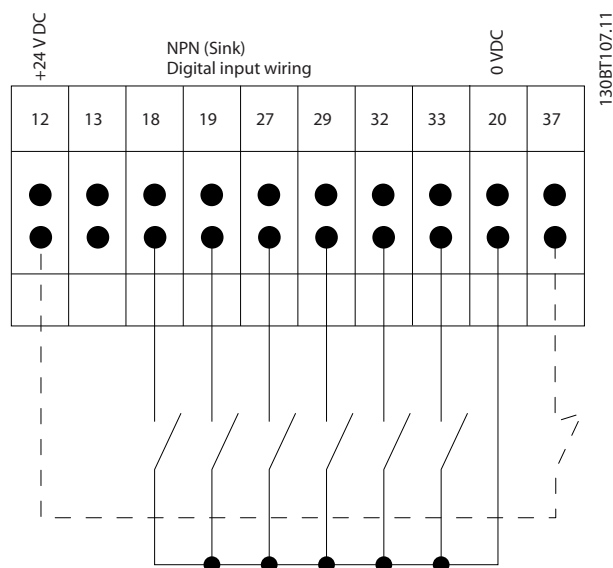 +24 V DC
NPN (Sink)
Digital input wiring
0 VDC
130BT107.11
12 13 18 19 27 29 32 33 20 37